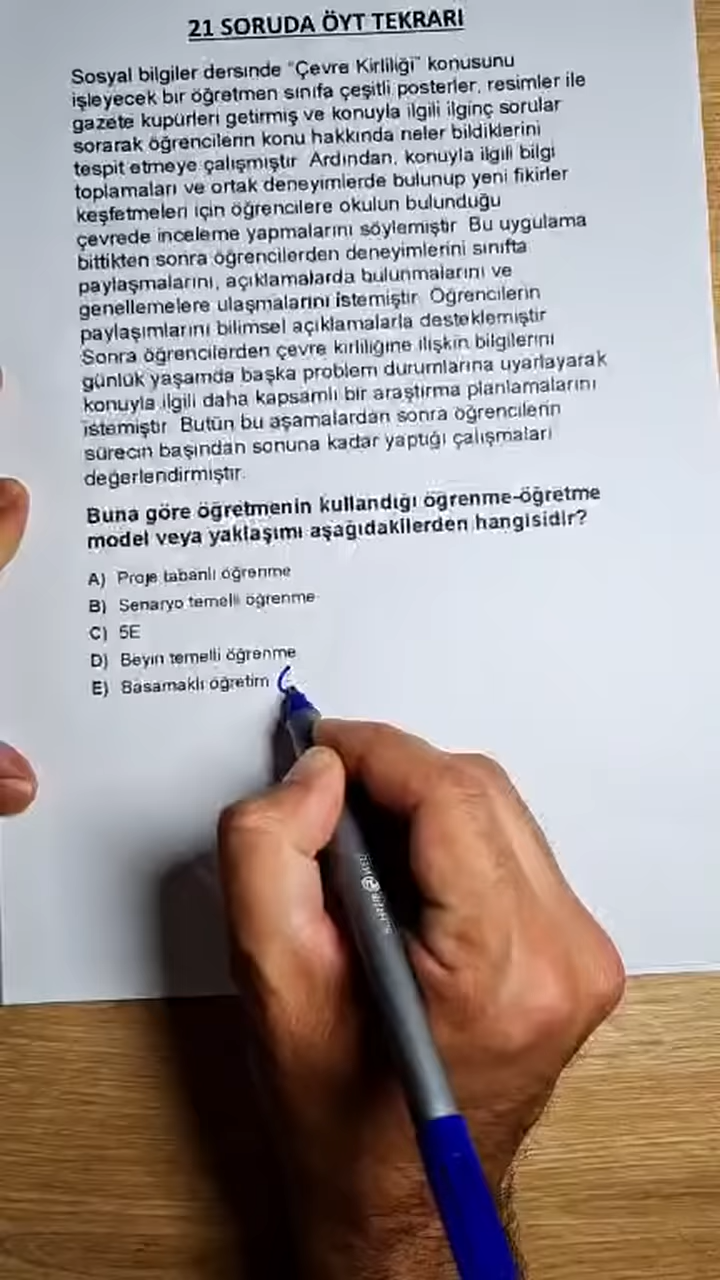 21 SORUDA ÖYT TEKRARI
Sosyal bilgiler dersinde "Çevre Kirliliği" konusunu
işleyecek bir öğretmen sınıfa çeşitli posterler, resimler ile
gazete kupürleri getirmiş ve konuyla ilgili ilginç sorular
sorarak öğrencilerin konu hakkında neler bildiklerini
tespit etmeye çalışmıştır. Ardından, konuyla ilgili bilgi
toplamaları ve ortak deneyimlerde bulunup yeni fikirler
keşfetmeleri için öğrencilere okulun bulunduğu
çevrede inceleme yapmalarını söylemiştir. Bu uygulama
bittikten sonra öğrencilerden deneyimlerini sınıfta
paylaşmalarını, açıklamalarda bulunmalarını ve
genellemelere ulaşmalarını istemiştir. Öğrencilerin
paylaşımlarını bilimsel açıklamalarla desteklemiştir.
Sonra öğrencilerden çevre kirliliğine ilişkin bilgilerini
günlük yaşamda başka problem durumlarına uyarlayarak
konuyla ilgili daha kapsamlı bir araştırma planlamalarını
istemiştir. Bütün bu aşamalardan sonra öğrencilerin
sürecin başından sonuna kadar yaptığı çalışmaları
değerlendirmiştir.
Buna göre öğretmenin kullandığı öğrenme-öğretme
model veya yaklaşımı aşağıdakilerden hangisidir?
A) Proje tabanlı öğrenme
B) Senaryo temelli öğrenme
C) 5E
D) Beyin temelli öğrenme
E) Basamaklı öğretim